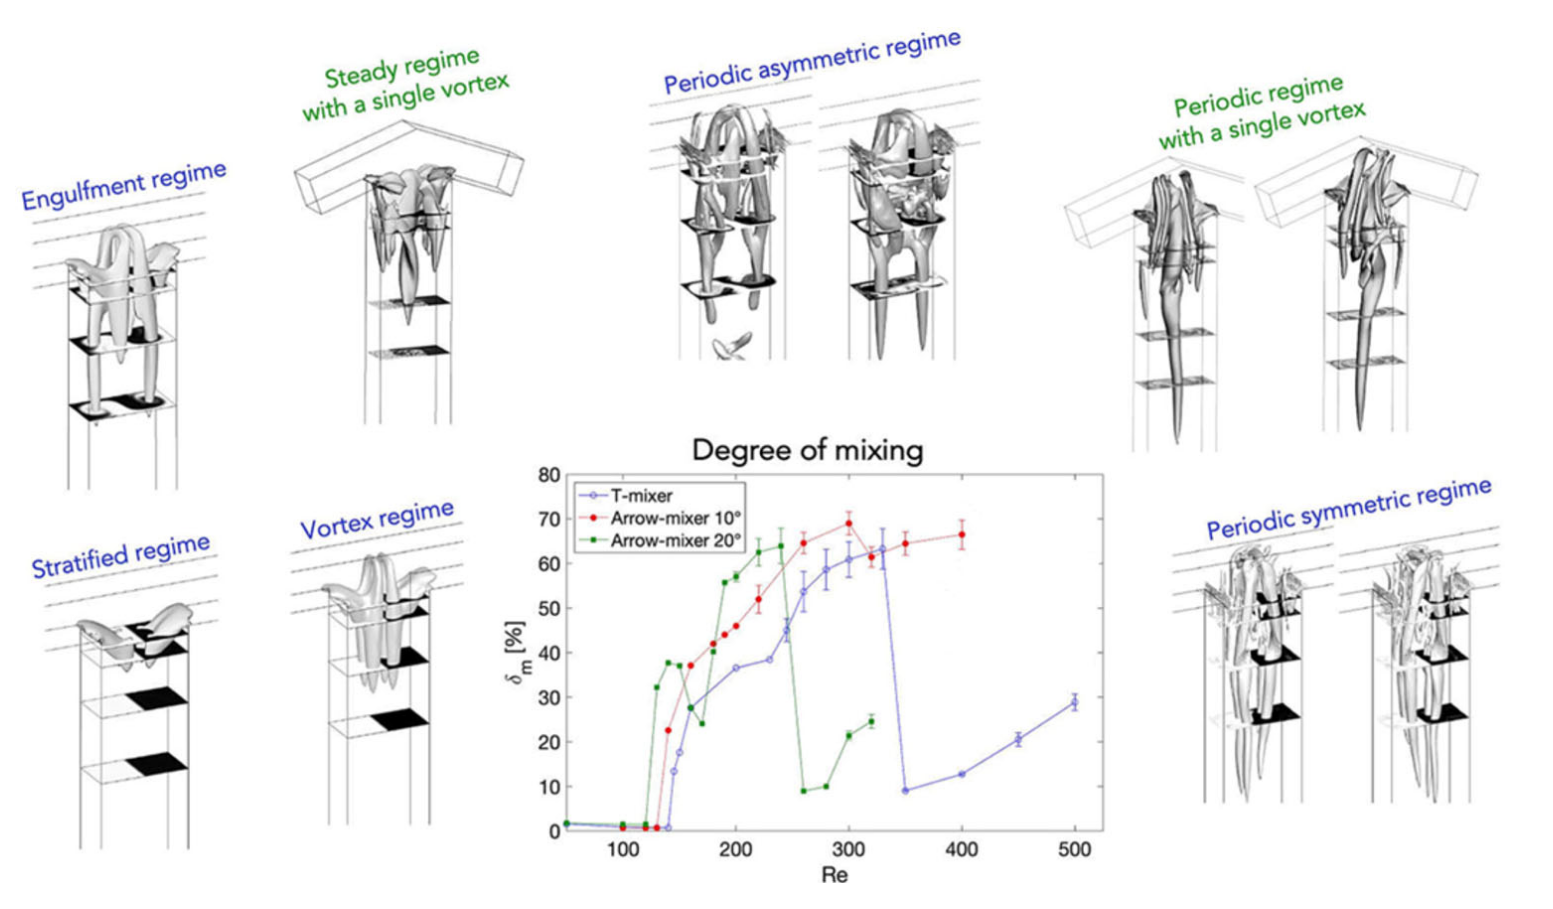 Steady regime
with a single vortex
Periodic asymmetric regime
Periodic regime
with a single vortex
Engulfment regime
Stratified regime
Vortex regime
Periodic symmetric regime
Degree of mixing
T-mixer
Arrow-mixer 10°
Arrow-mixer 20°
80
70
60
50
40
30
20
10
0
δm [%]
100 200 300 400 500
Re